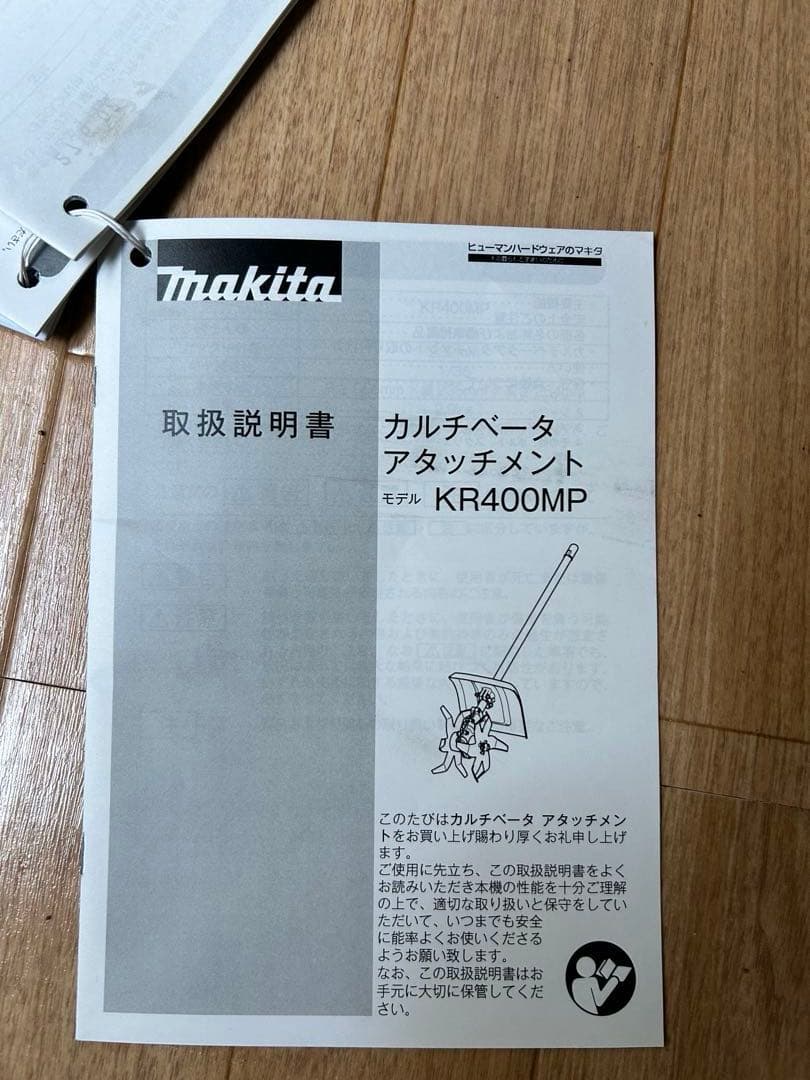 makita
ヒューマンハードウェアのマキタ
取扱説明書
カルチベータ
アタッチメント
モデル KR400MP
このたびはカルチベータ アタッチメン
トをお買い上げ賜わり厚くお礼申し上げ
ます。
ご使用に先立ち、この取扱説明書をよく
お読みいただき本機の性能を十分ご理解
の上で、適切な取り扱いと保守をしてい
ただいて、いつまでも安全
に能率よくお使いくださる
ようお願い致します。
なお、この取扱説明書はお
手元に大切に保管してくだ
さい。